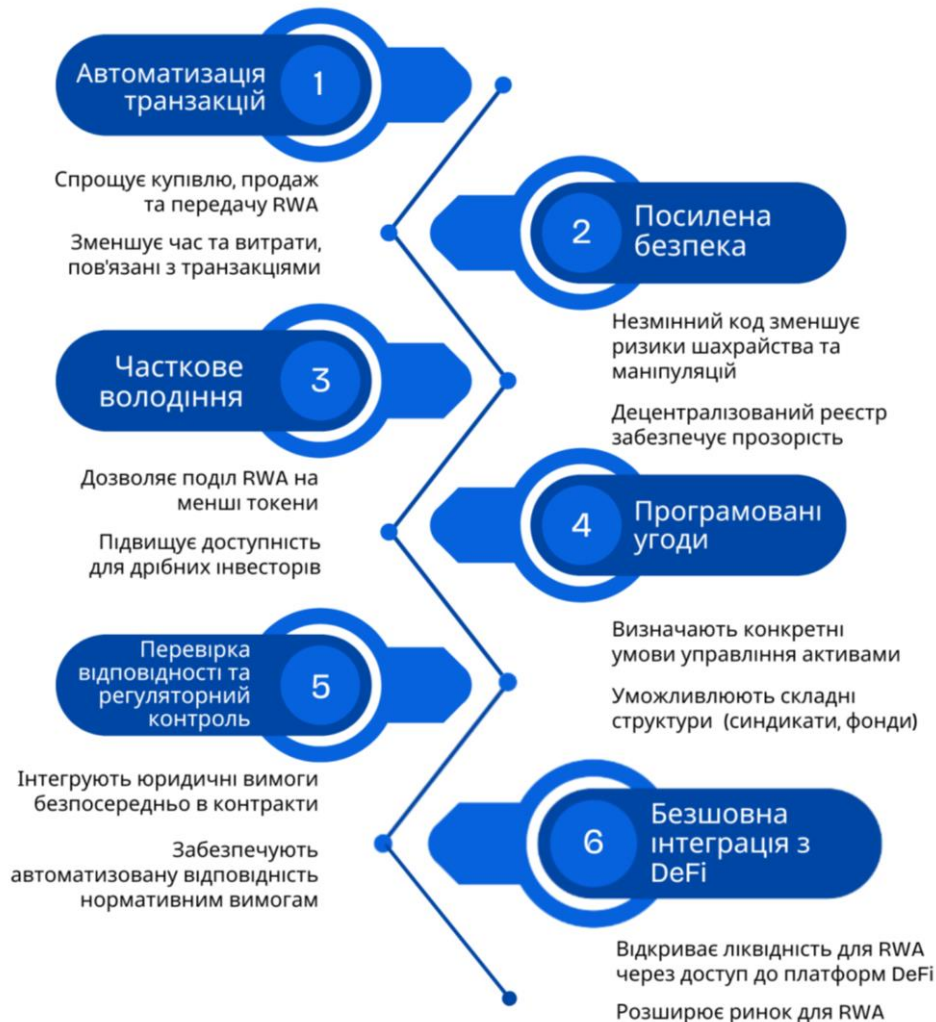 Автоматизація
транзакцій
1
Спрощує купівлю, продаж
та передачу RWA
Зменшує час та витрати,
пов'язані з транзакціями
2
Посилена
безпека
Незмінний код зменшує
ризики шахрайства та
маніпуляцій
Децентралізований реєстр
забезпечує прозорість
Часткове
володіння
3
Дозволяє поділ RWA на
менші токени
Підвищує доступність
для дрібних інвесторів
4
Програмовані
угоди
Визначають конкретні
умови управління активами
Уможливлюють складні
структури (синдикати, фонди)
Перевірка
відповідності та
регуляторний
контроль
5
Інтегрують юридичні вимоги
безпосередньо в контракти
Забезпечують
автоматизовану відповідність
нормативним вимогам
6
Безшовна
інтеграція з
DeFi
Відкриває ліквідність для RWA
через доступ до платформ DeFi
Розширює ринок для RWA